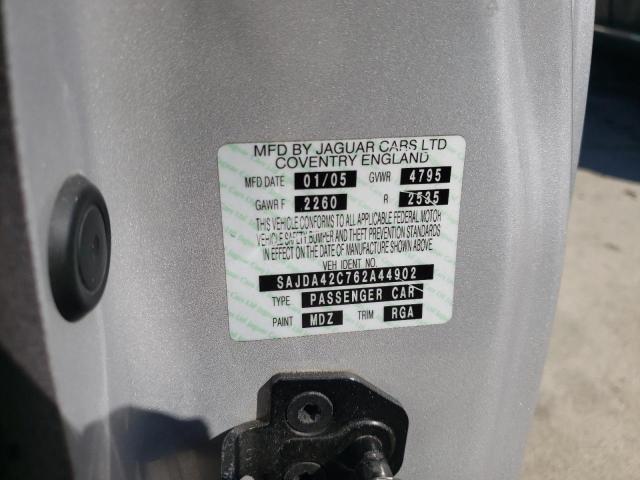 MFD BY JAGUAR CARS LTD
COVENTRY ENGLAND
MFD DATE 01/05 GVWR 4795
GAWR F 2260 R 2535
THIS VEHICLE CONFORMS TO ALL APPLICABLE FEDERAL MOTOR
VEHICLE SAFETY BUMPER AND THEFT PREVENTION STANDARDS
IN EFFECT ON THE DATE OF MANUFACTURE SHOWN ABOVE.
VEH IDENT NO.
SAJDA42C762A44902
TYPE PASSENGER CAR
PAINT MDZ TRIM RGA